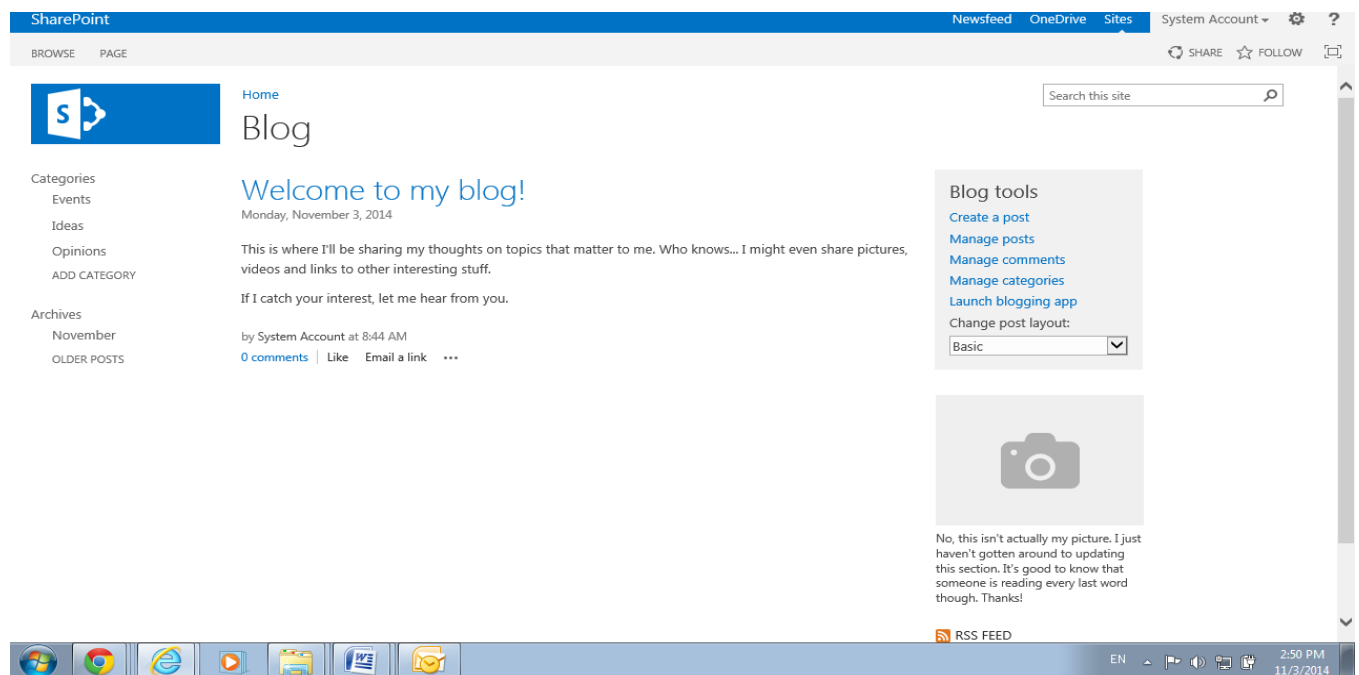 SharePoint
Newsfeed OneDrive Sites System Account ?
BROWSE PAGE
SHARE FOLLOW
S
Home
Blog
Search this site
Categories
Events
Ideas
Opinions
ADD CATEGORY
Archives
November
OLDER POSTS
Welcome to my blog!
Monday, November 3, 2014
This is where I'll be sharing my thoughts on topics that matter to me. Who knows... I might even share pictures,
videos and links to other interesting stuff.
If I catch your interest, let me hear from you.
by System Account at 8:44 AM
0 comments | Like Email a link •••
Blog tools
Create a post
Manage posts
Manage comments
Manage categories
Launch blogging app
Change post layout:
Basic
No, this isn't actually my picture. I just
haven't gotten around to updating
this section. It's good to know that
someone is reading every last word
though. Thanks!
RSS FEED
EN
2:50 PM
11/3/2014